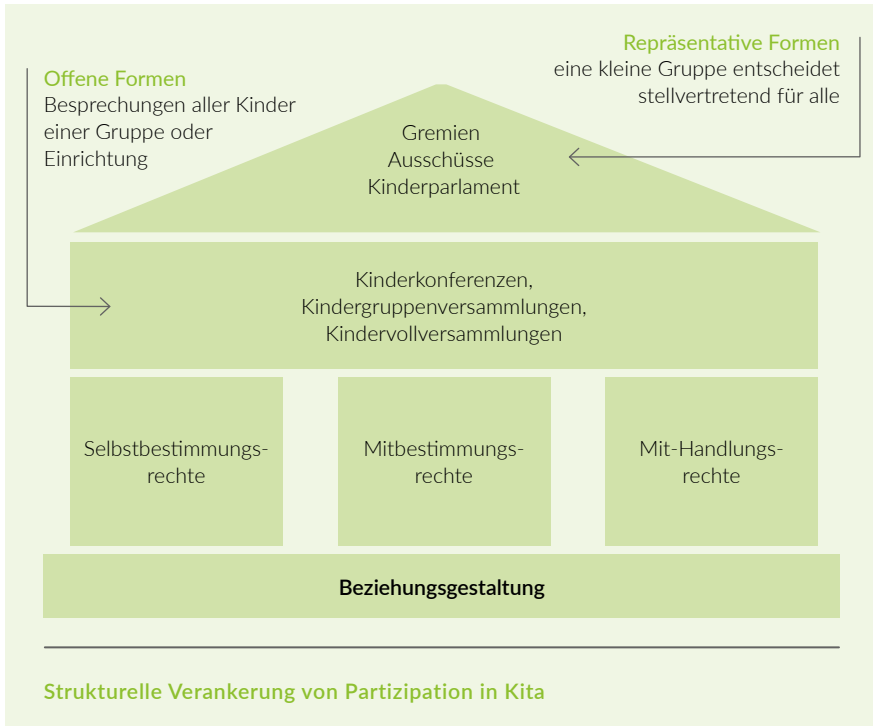 Repräsentative Formen
eine kleine Gruppe entscheidet
stellvertretend für alle
Offene Formen
Besprechungen aller Kinder
einer Gruppe oder
Einrichtung
Gremien
Ausschüsse
Kinderparlament
Kinderkonferenzen,
Kindergruppenversammlungen,
Kindervollversammlungen
Selbstbestimmungs-
rechte
Mitbestimmungs-
rechte
Mit-Handlungs-
rechte
Beziehungsgestaltung
Strukturelle Verankerung von Partizipation in Kita